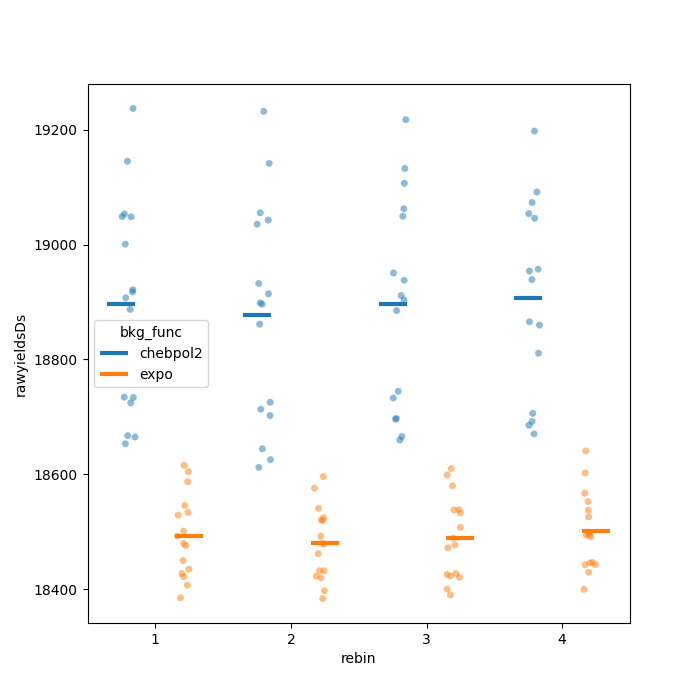 19200
19000
18800
18600
18400
rawyieldsDs
bkg_func
chebpol2
expo
1 2 3 4
rebin